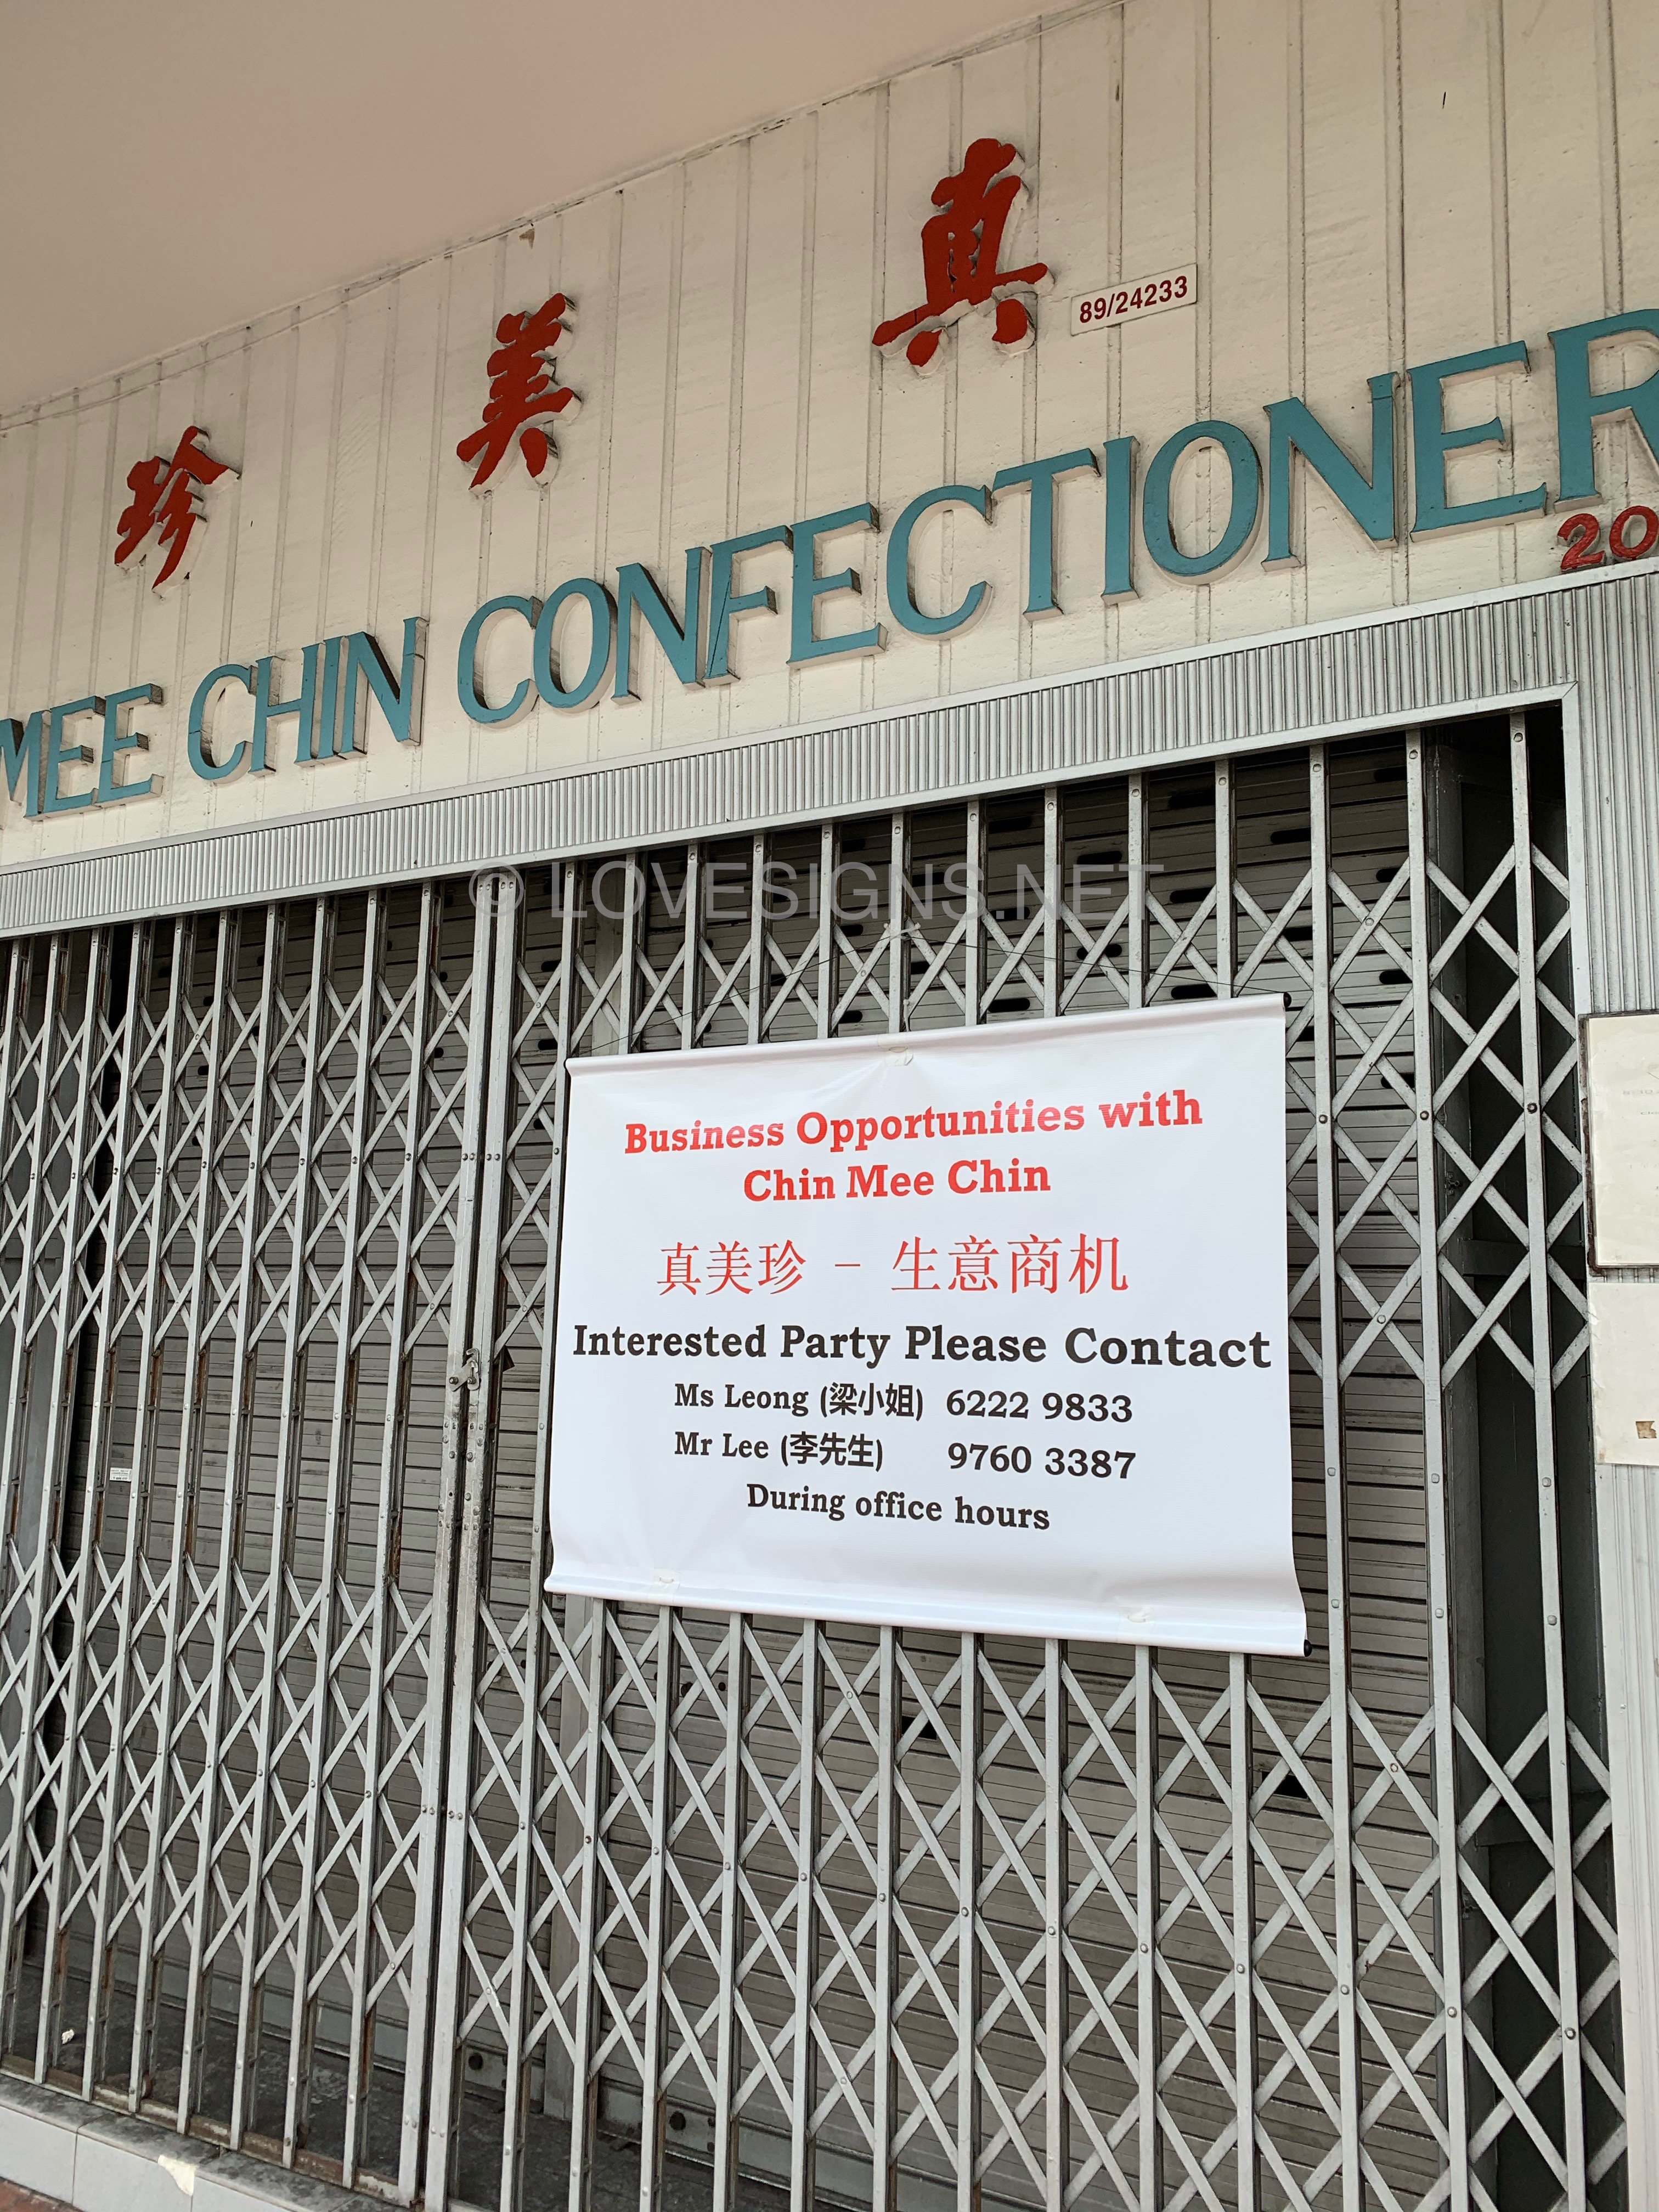 珍 美 真
89/24233
MEE CHIN CONFECTIONER
20
© LOVESIGNS.NET
Business Opportunities with
Chin Mee Chin
真美珍 - 生意商机
Interested Party Please Contact
Ms Leong (梁小姐) 6222 9833
Mr Lee (李先生) 9760 3387
During office hours